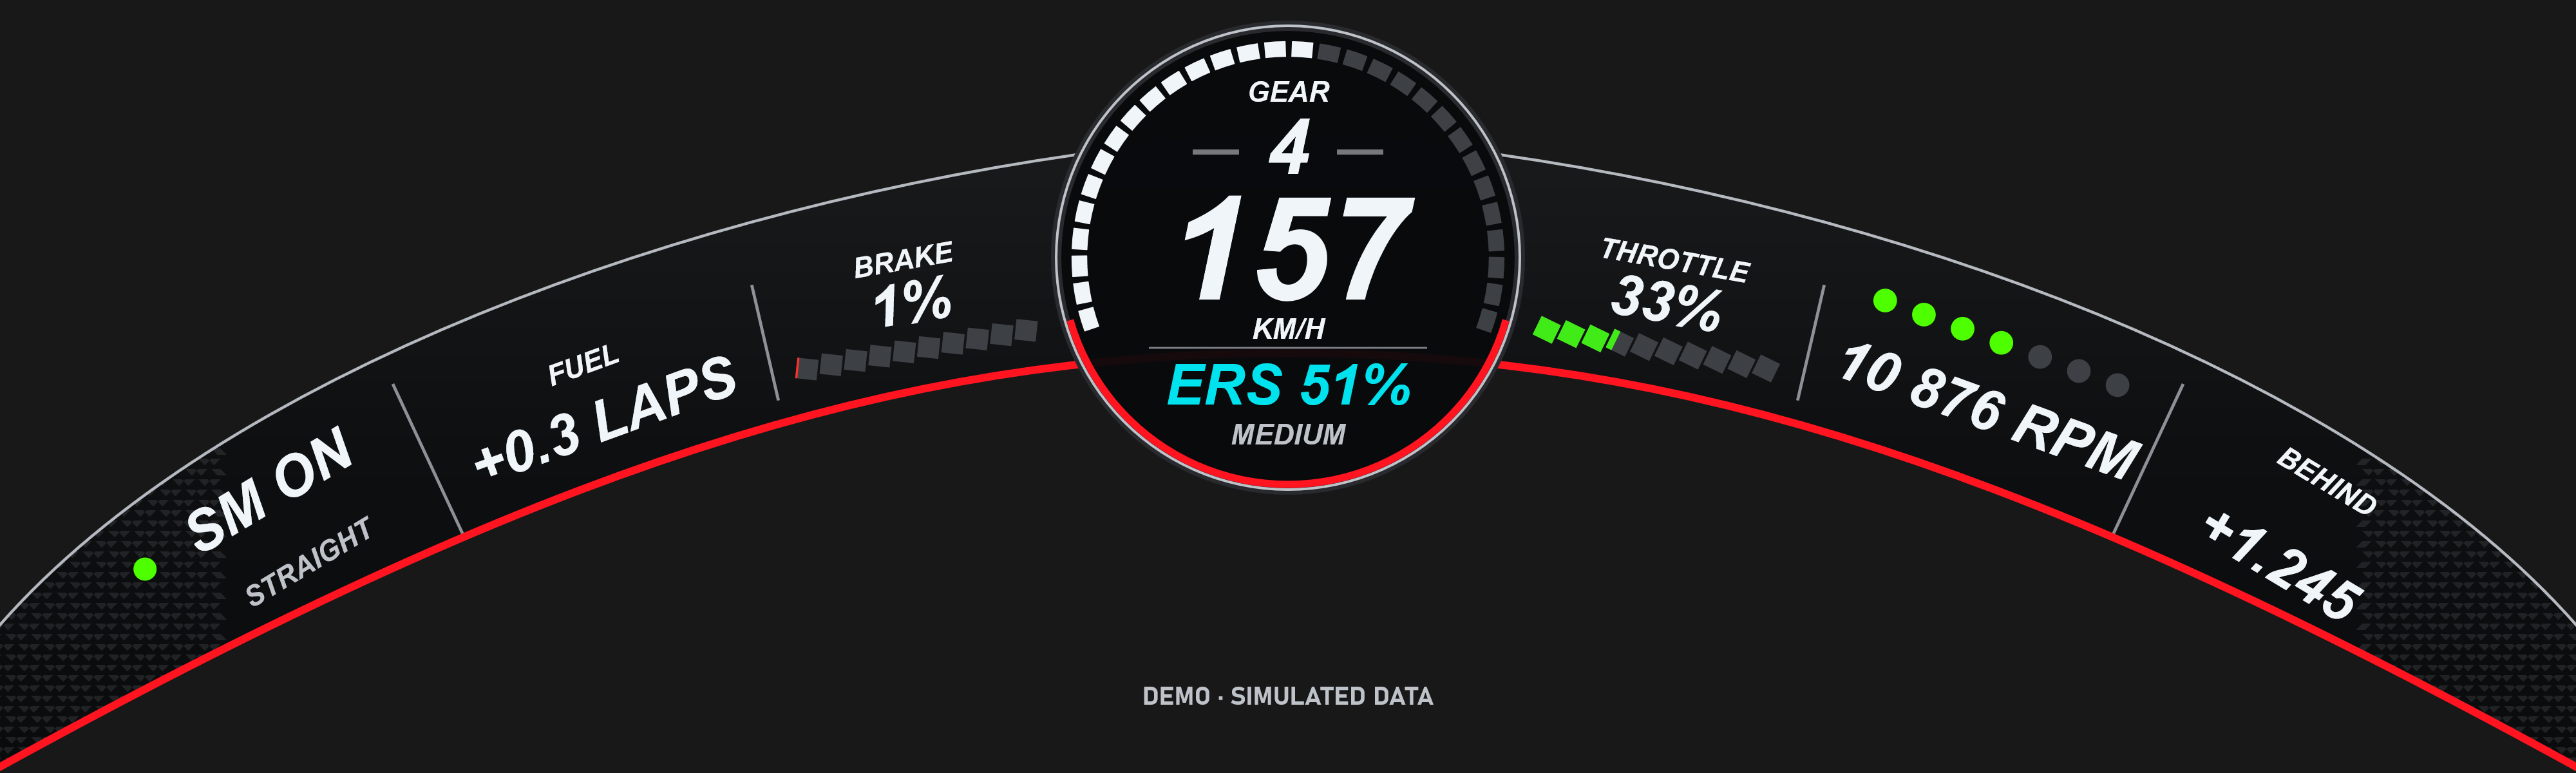 SM ON
STRAIGHT
FUEL
+0.3 LAPS
BRAKE
1%
GEAR
4
157
KM/H
ERS 51%
MEDIUM
THROTTLE
33%
10 876 RPM
BEHIND
+1.245
DEMO · SIMULATED DATA